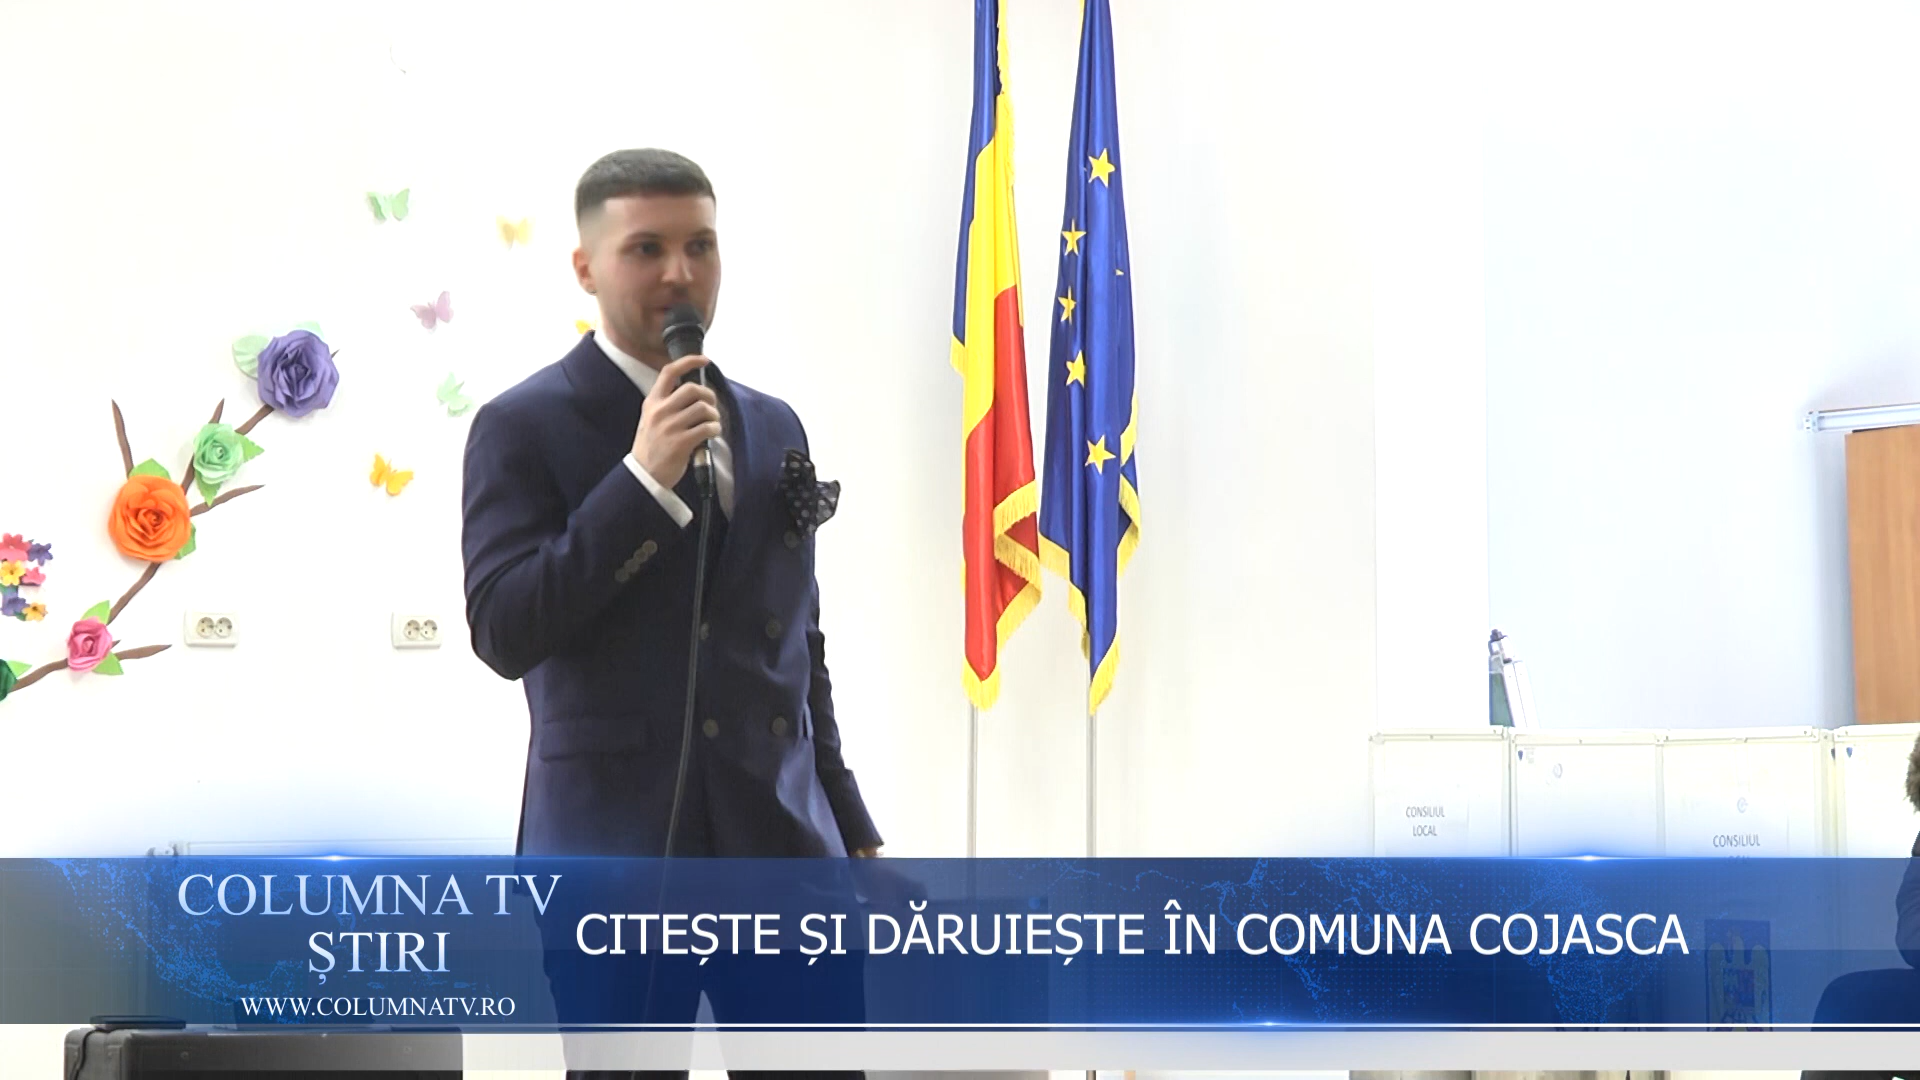 CONSILIUL
LOCAL
CONSILIUL
COLUMNA TV
ȘTIRI
WWW.COLUMNATV.RO
CITEȘTE ȘI DĂRUIEȘTE ÎN COMUNA COJASCA